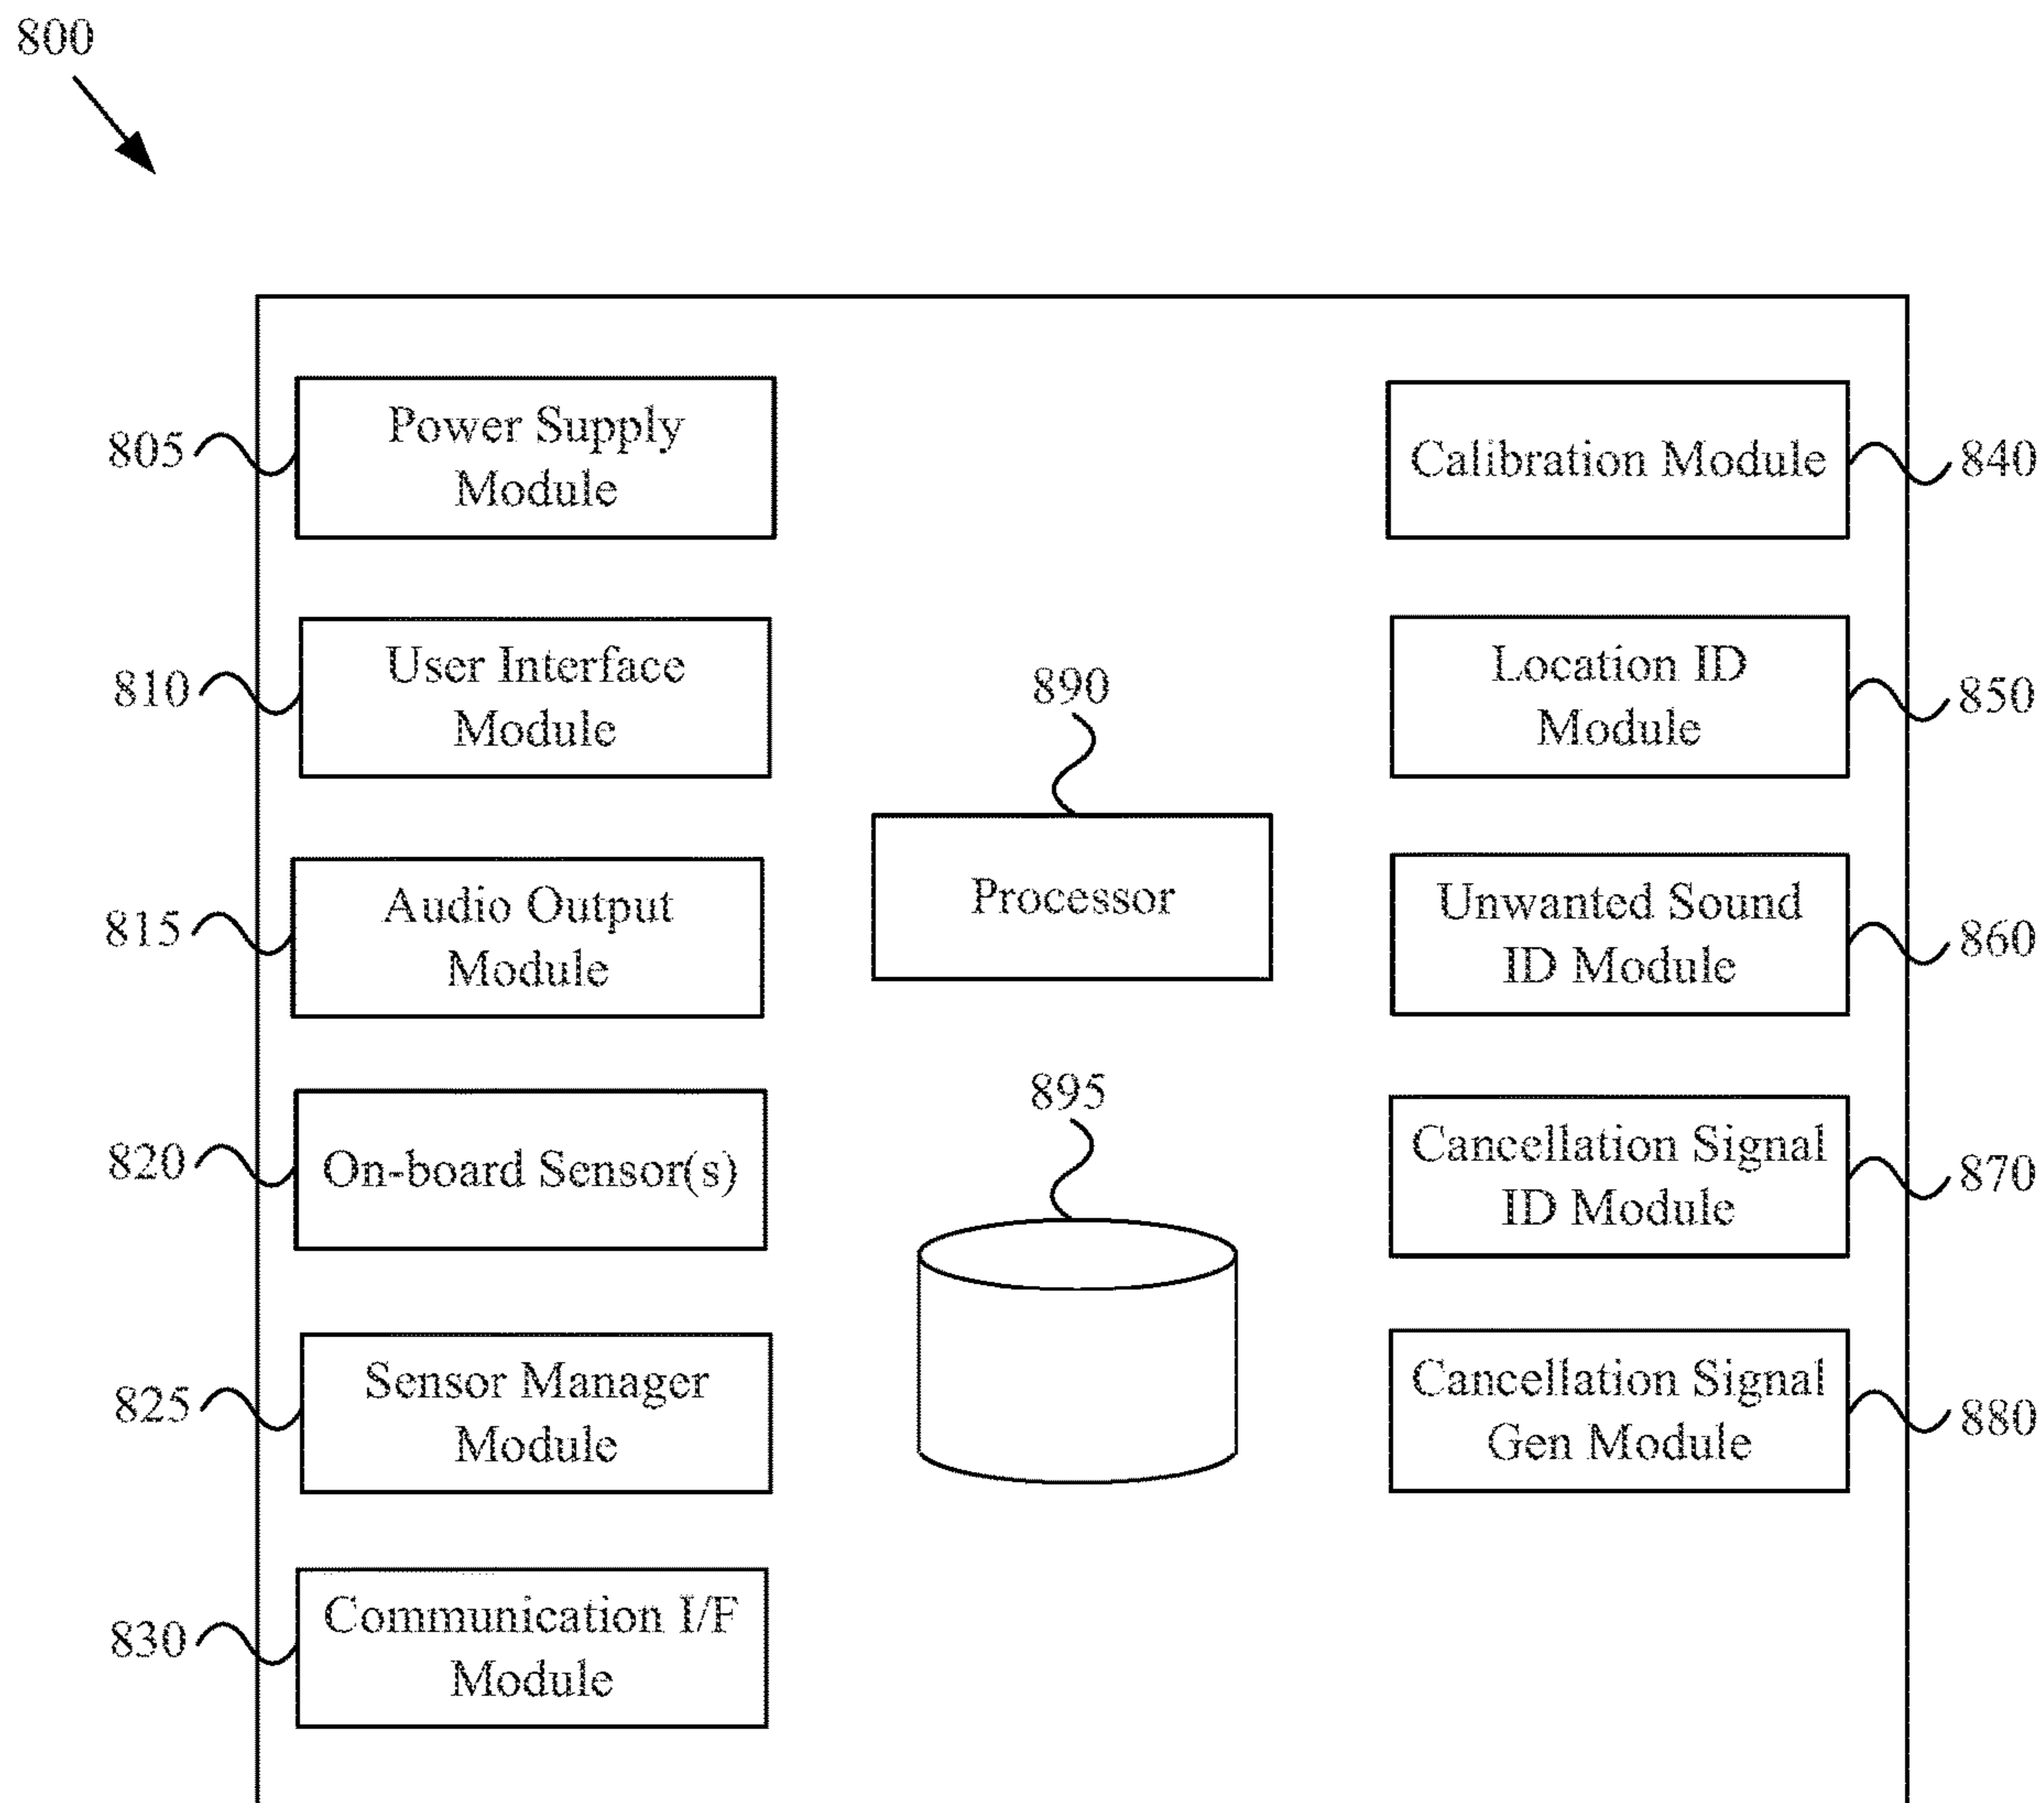 800
805
Power Supply
Module
810
User Interface
Module
815
Audio Output
Module
820
On-board Sensor(s)
825
Sensor Manager
Module
830
Communication I/F
Module
890
Processor
895
Calibration Module
840
Location ID
Module
850
Unwanted Sound
ID Module
860
Cancellation Signal
ID Module
870
Cancellation Signal
Gen Module
880